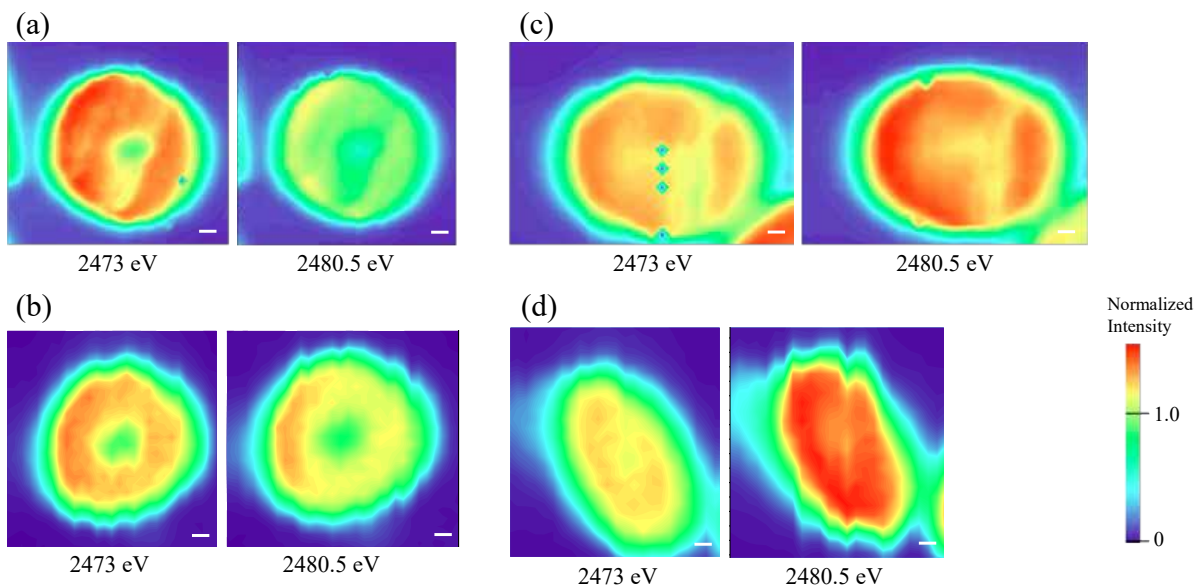 (a)
(c)
2473 eV
2480.5 eV
2473 eV
2480.5 eV
(b)
(d)
Normalized
Intensity
1.0
0
2473 eV
2480.5 eV
2473 eV
2480.5 eV